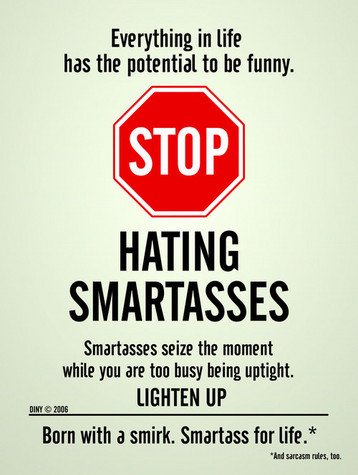 Everything in life
has the potential to be funny.
STOP
HATING
SMARTASSES
Smartasses seize the moment
while you are too busy being uptight.
LIGHTEN UP
DINY © 2006
Born with a smirk. Smartass for life.*
*And sarcasm rules, too.